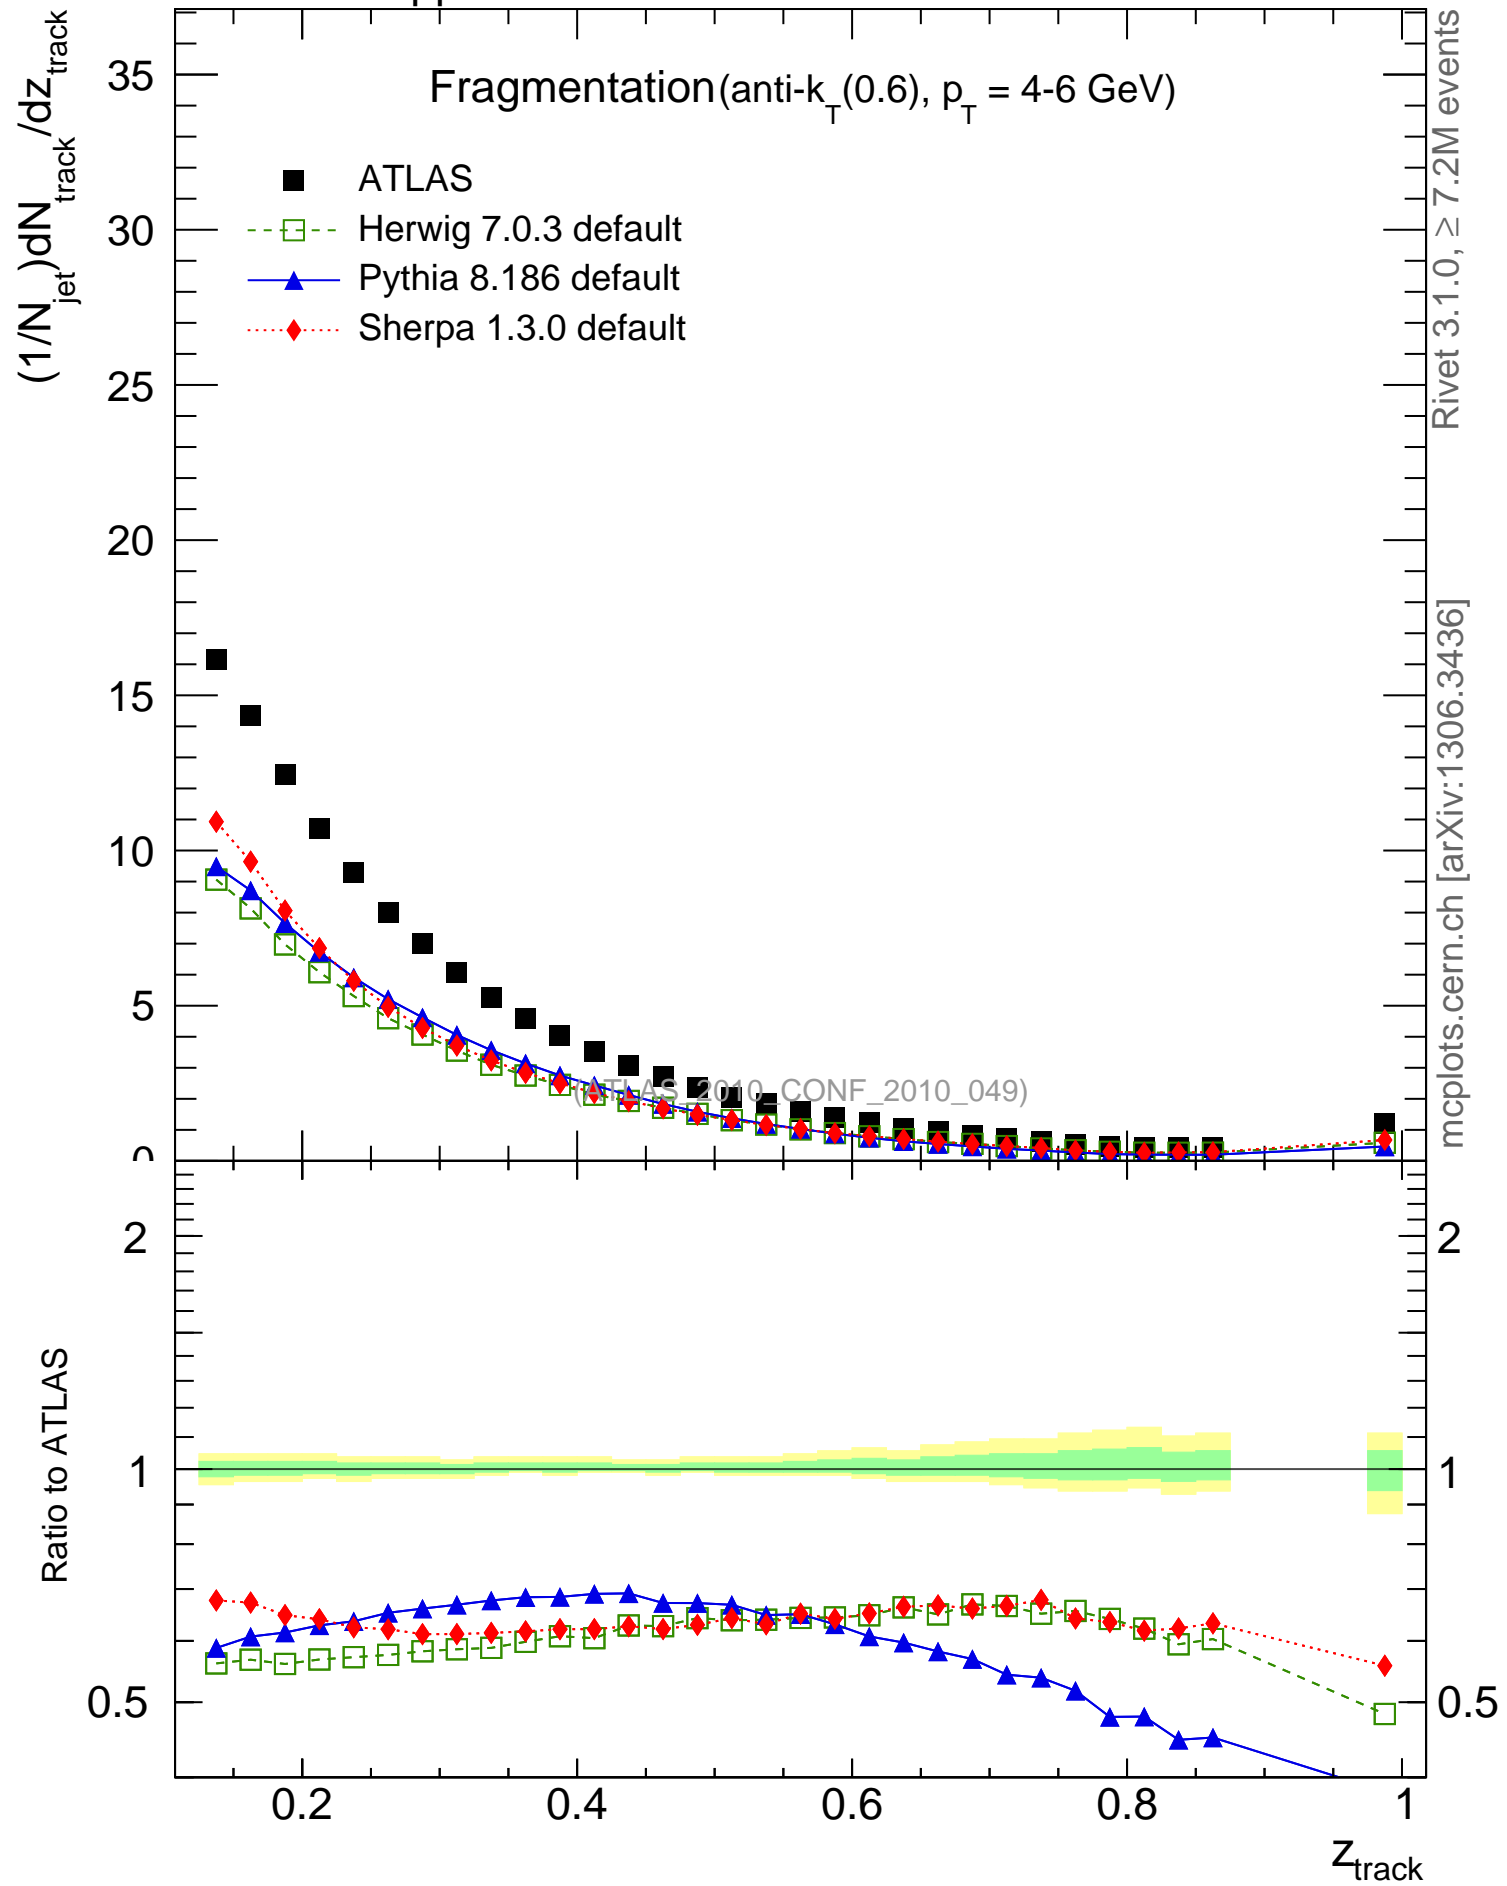 Fragmentation (anti-k_T(0.6), p_T = 4-6 GeV)
(1/N_jet)dN_track/dz_track
ATLAS
Herwig 7.0.3 default
Pythia 8.186 default
Sherpa 1.3.0 default
35
30
25
20
15
10
5
0
(ATLAS_2010_CONF_2010_049)
Rivet 3.1.0, ≥ 7.2M events
mcplots.cern.ch [arXiv:1306.3436]
Ratio to ATLAS
2
1
0.5
2
1
0.5
0.2 0.4 0.6 0.8 1
z_track